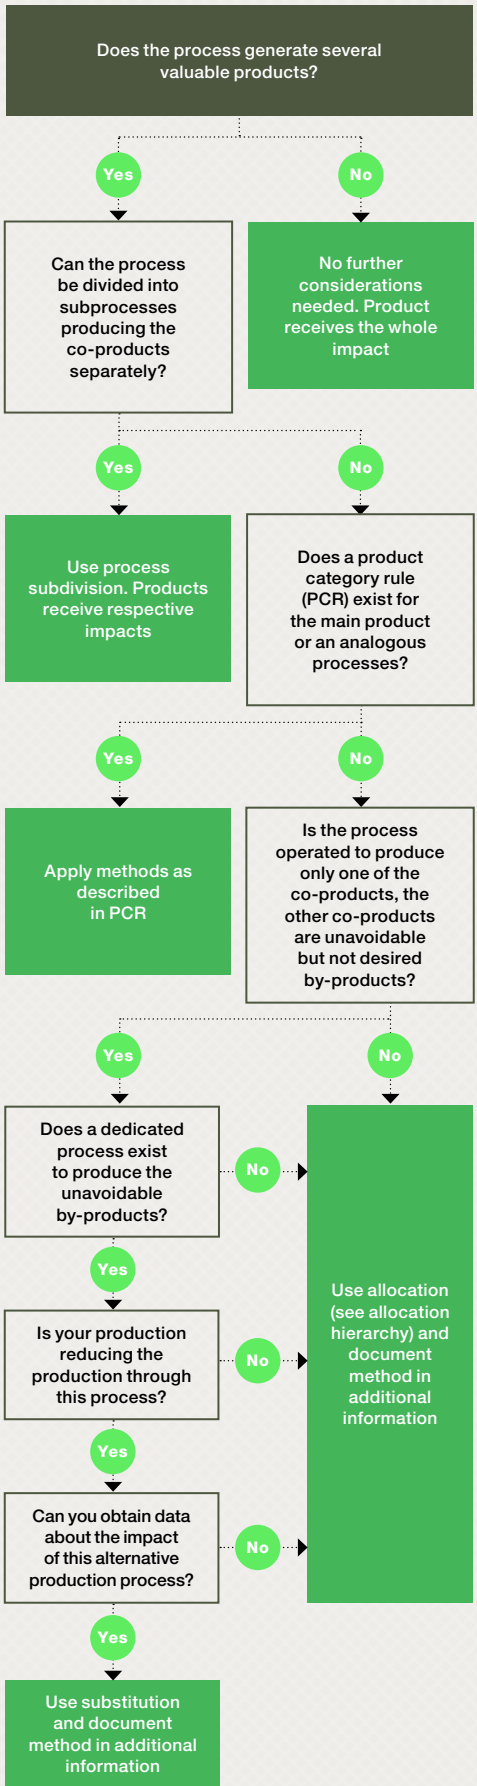 Does the process generate several
valuable products?
Yes
No
Can the process
be divided into
subprocesses
producing the
co-products
separately?
No further
considerations
needed. Product
receives the whole
impact
Yes
No
Use process
subdivision. Products
receive respective
impacts
Does a product
category rule
(PCR) exist for
the main product
or an analogous
processes?
Yes
No
Apply methods as
described
in PCR
Is the process
operated to produce
only one of the
co-products, the
other co-products
are unavoidable
but not desired
by-products?
Yes
No
Does a dedicated
process exist
to produce the
unavoidable
by-products?
No
Yes
Is your production
reducing the
production through
this process?
No
Use allocation
(see allocation
hierarchy) and
document
method in
additional
information
Yes
Can you obtain data
about the impact
of this alternative
production process?
No
Yes
Use substitution
and document
method in additional
information